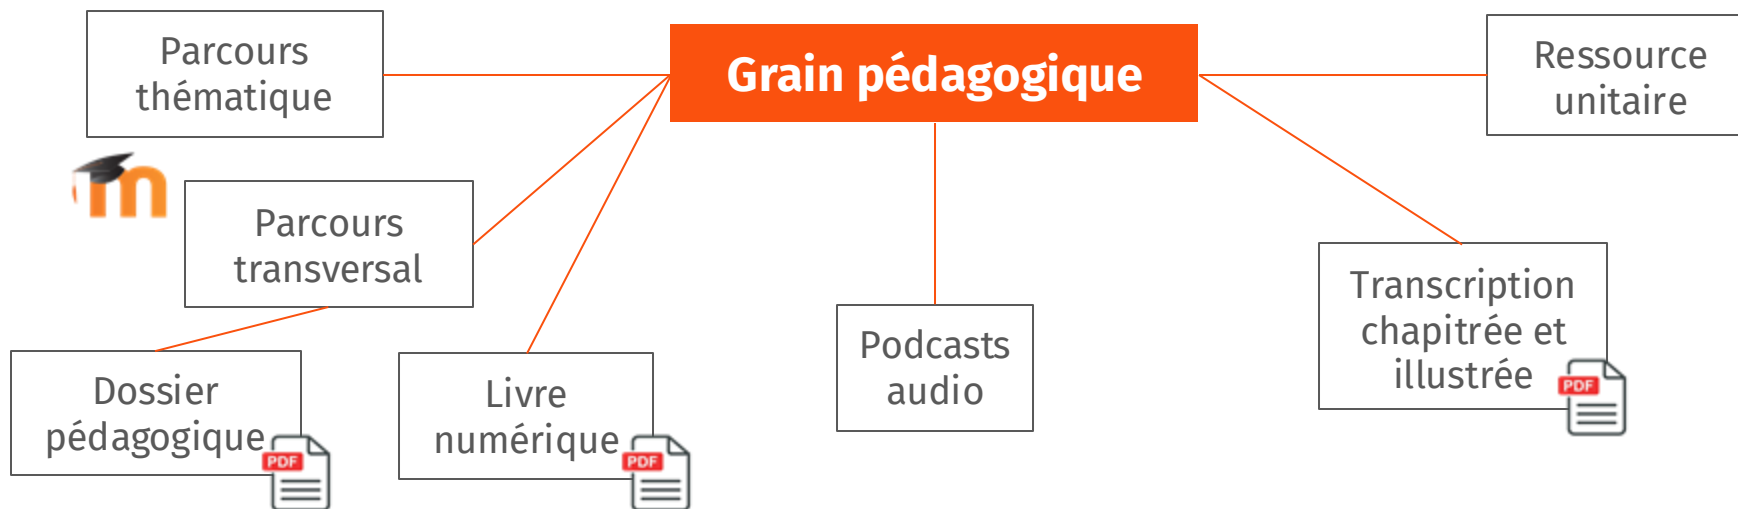 Parcours
thématique
Grain pédagogique
Ressource
unitaire
m
Parcours
transversal
Transcription
chapitrée et
illustrée
PDF
Podcasts
audio
Dossier
pédagogique
PDF
Livre
numérique
PDF